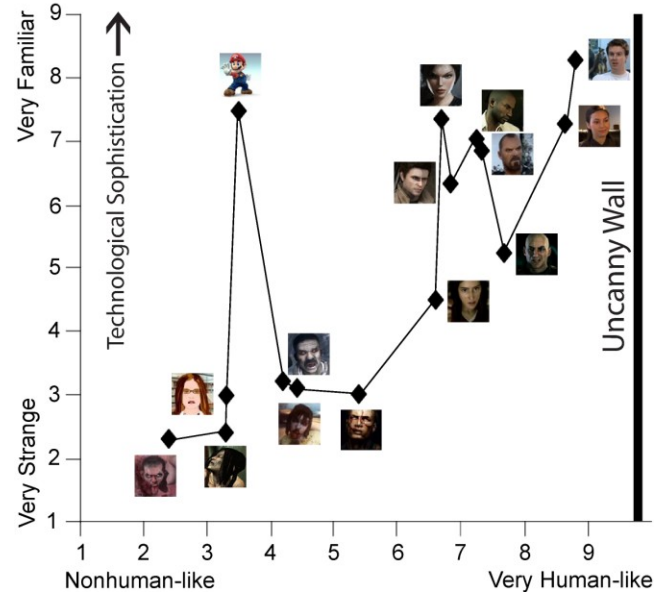 Very Familiar
Very Strange
9
8
7
6
5
4
3
2
1
Technological Sophistication
Uncanny Wall
1 2 3 4 5 6 7 8 9
Nonhuman-like Very Human-like